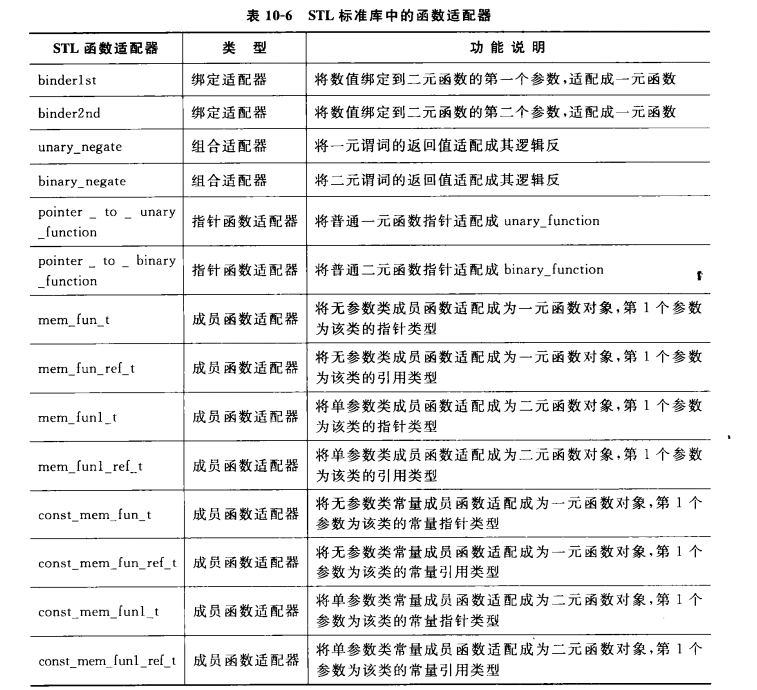 表 10-6 STL 标准库中的函数适配器
STL 函数适配器 类 型 功 能 说 明
binder1st 绑定适配器 将数值绑定到二元函数的第一个参数,适配成一元函数
binder2nd 绑定适配器 将数值绑定到二元函数的第二个参数,适配成一元函数
unary_negate 组合适配器 将一元谓词的返回值适配成其逻辑反
binary_negate 组合适配器 将二元谓词的返回值适配成其逻辑反
pointer _ to _ unary
_function 指针函数适配器 将普通一元函数指针适配成 unary_function
pointer _ to _ binary
_function 指针函数适配器 将普通二元函数指针适配成 binary_function
mem_fun_t 成员函数适配器 将无参数类成员函数适配成为一元函数对象,第 1 个参数
为该类的指针类型
mem_fun_ref_t 成员函数适配器 将无参数类成员函数适配成为一元函数对象,第 1 个参数
为该类的引用类型
mem_fun1_t 成员函数适配器 将单参数类成员函数适配成为二元函数对象,第 1 个参数
为该类的指针类型
mem_fun1_ref_t 成员函数适配器 将单参数类成员函数适配成为二元函数对象,第 1 个参数
为该类的引用类型
const_mem_fun_t 成员函数适配器 将无参数类常量成员函数适配成为一元函数对象,第 1 个
参数为该类的常量指针类型
const_mem_fun_ref_t 成员函数适配器 将无参数类常量成员函数适配成为一元函数对象,第 1 个
参数为该类的常量引用类型
const_mem_fun1_t 成员函数适配器 将单参数类常量成员函数适配成为二元函数对象,第 1 个
参数为该类的常量指针类型
const_mem_fun1_ref_t 成员函数适配器 将单参数类常量成员函数适配成为二元函数对象,第 1 个
参数为该类的常量引用类型